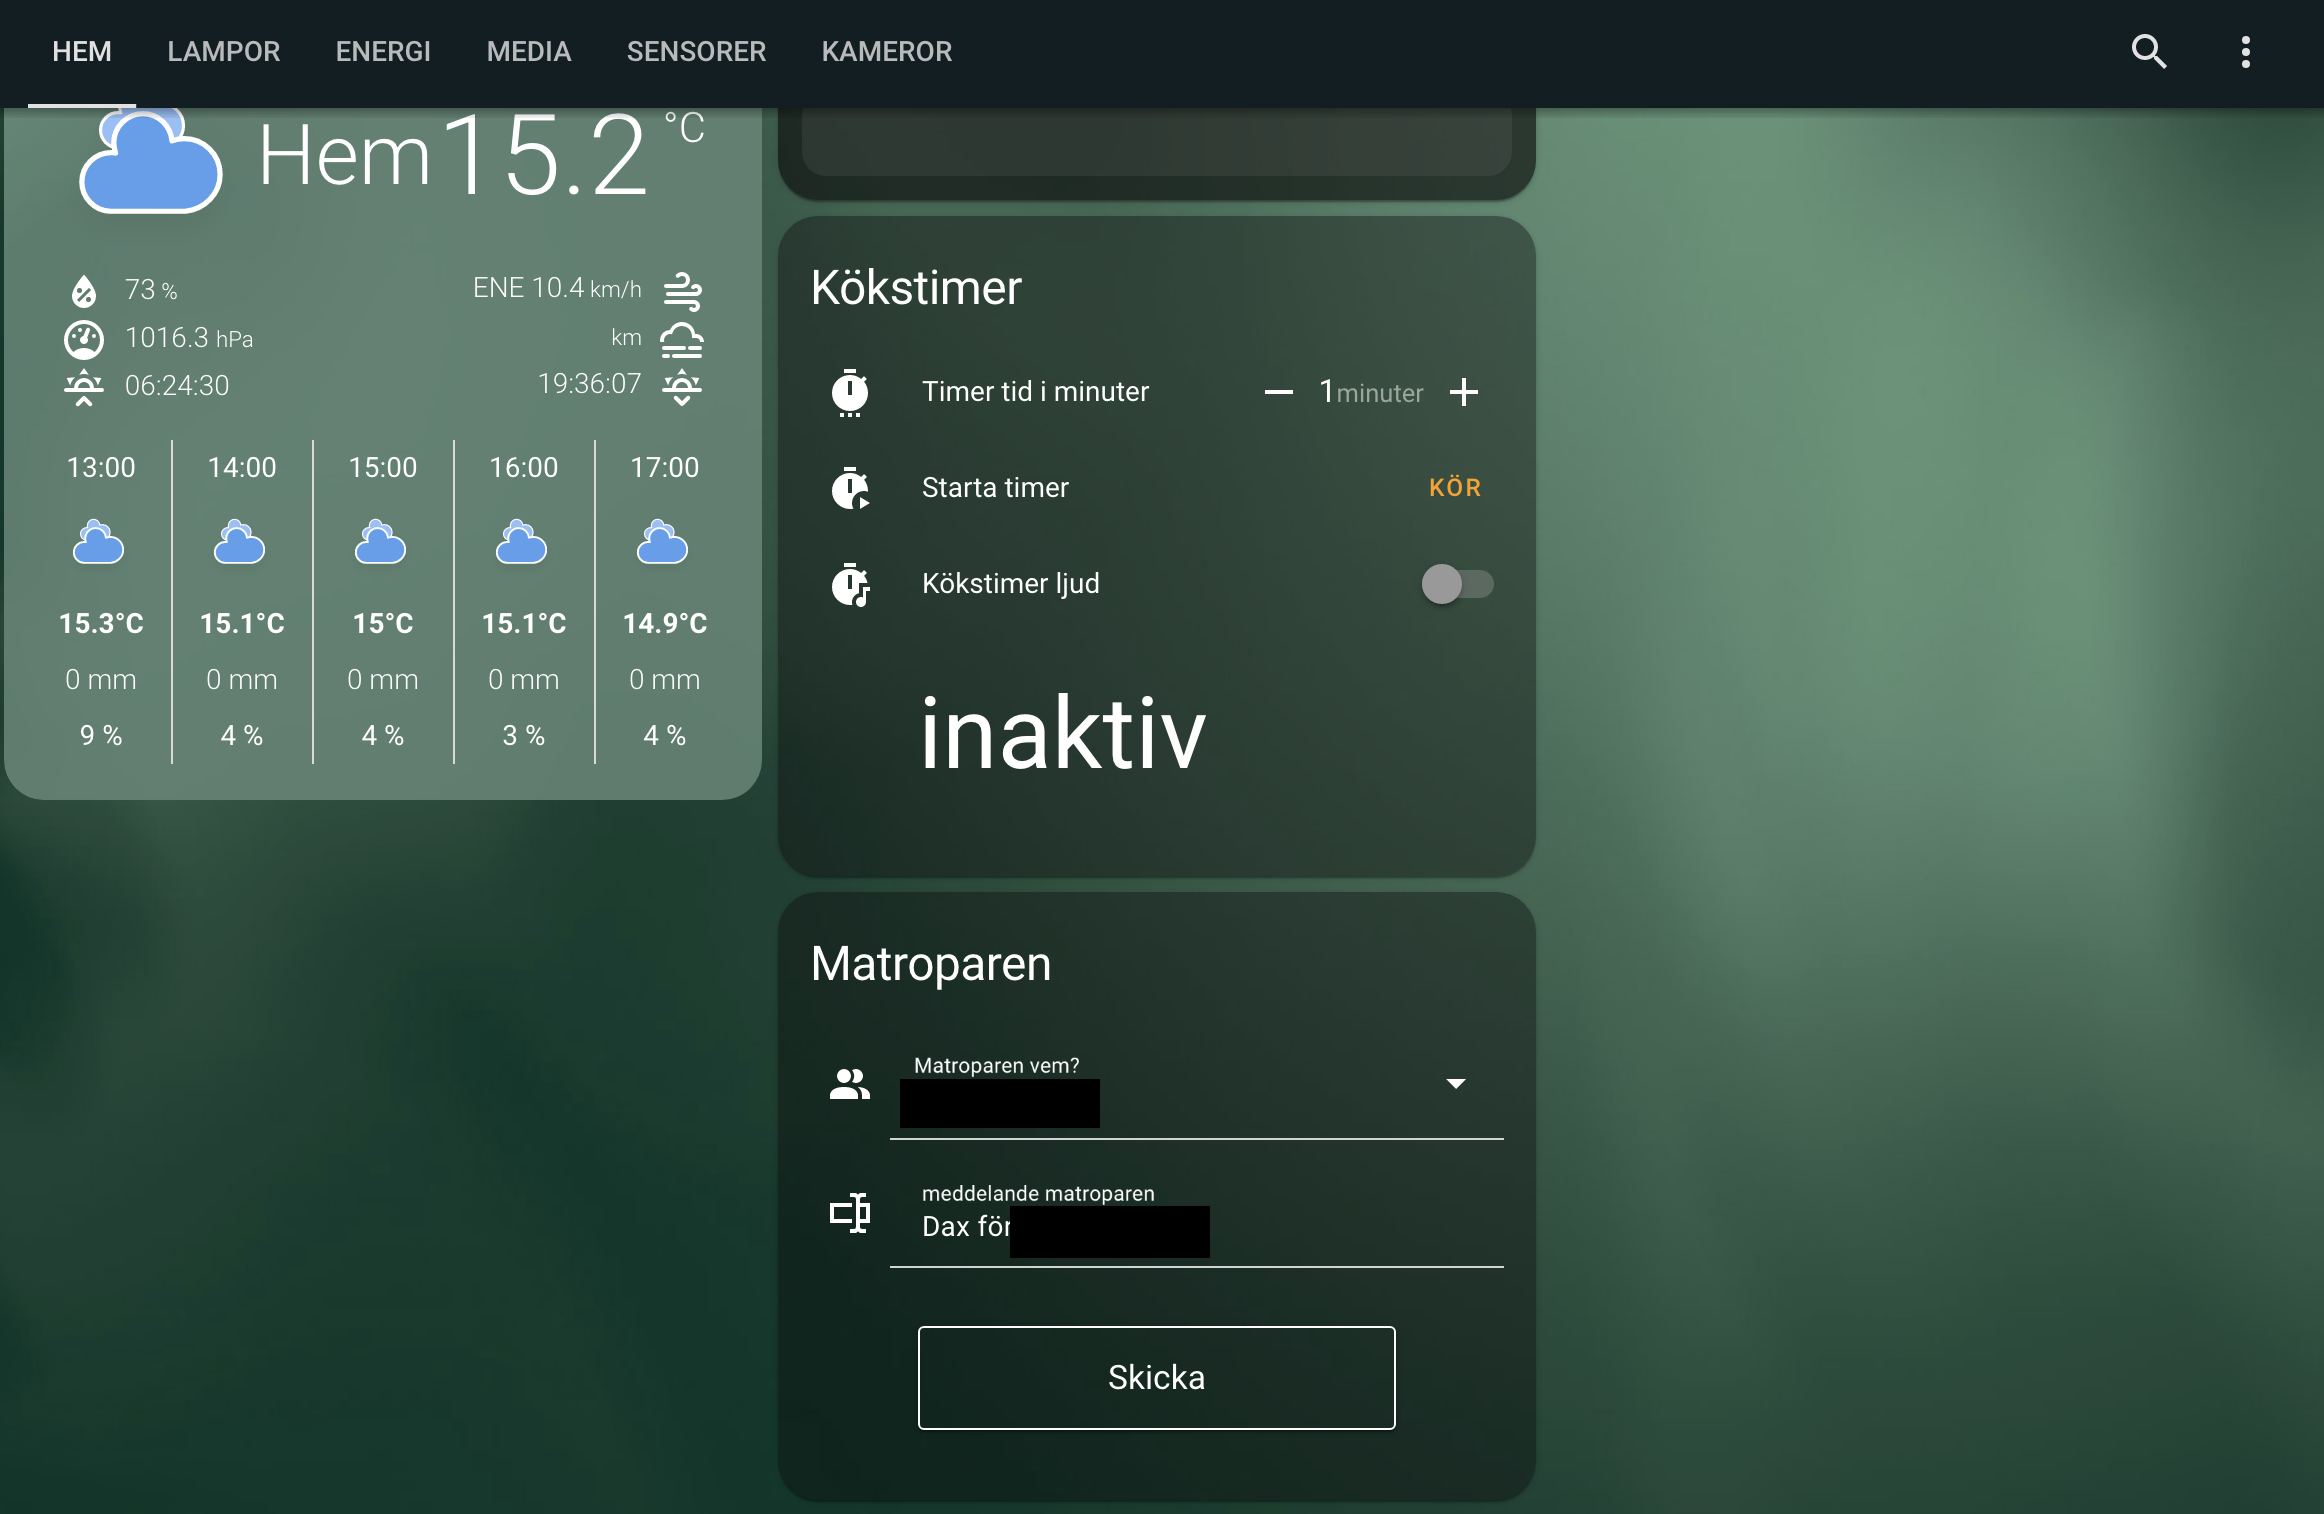 HEM LAMPOR ENERGI MEDIA SENSORER KAMEROR
Hem 15.2 °C
73 %
ENE 10.4 km/h
1016.3 hPa
km
06:24:30
19:36:07
13:00 14:00 15:00 16:00 17:00
15.3°C 15.1°C 15°C 15.1°C 14.9°C
0 mm 0 mm 0 mm 0 mm 0 mm
9 % 4 % 4 % 3 % 4 %
Kökstimer
Timer tid i minuter
1 minuter
Starta timer
KÖR
Kökstimer ljud
inaktiv
Matroparen
Matroparen vem?
meddelande matroparen
Dax för
Skicka